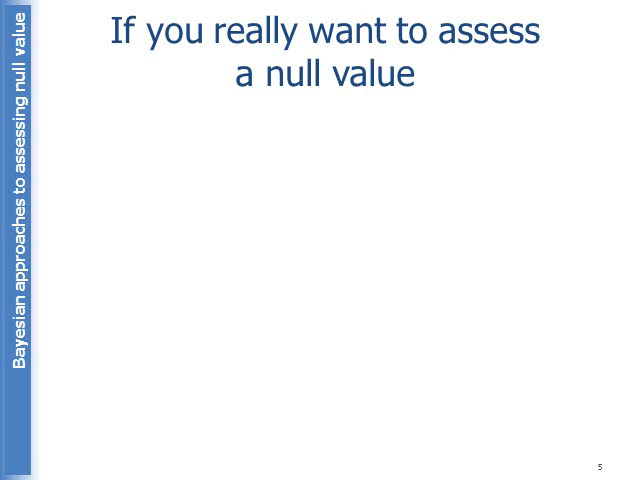 If you really want to assess
a null value
Bayesian approaches to assessing null value
5